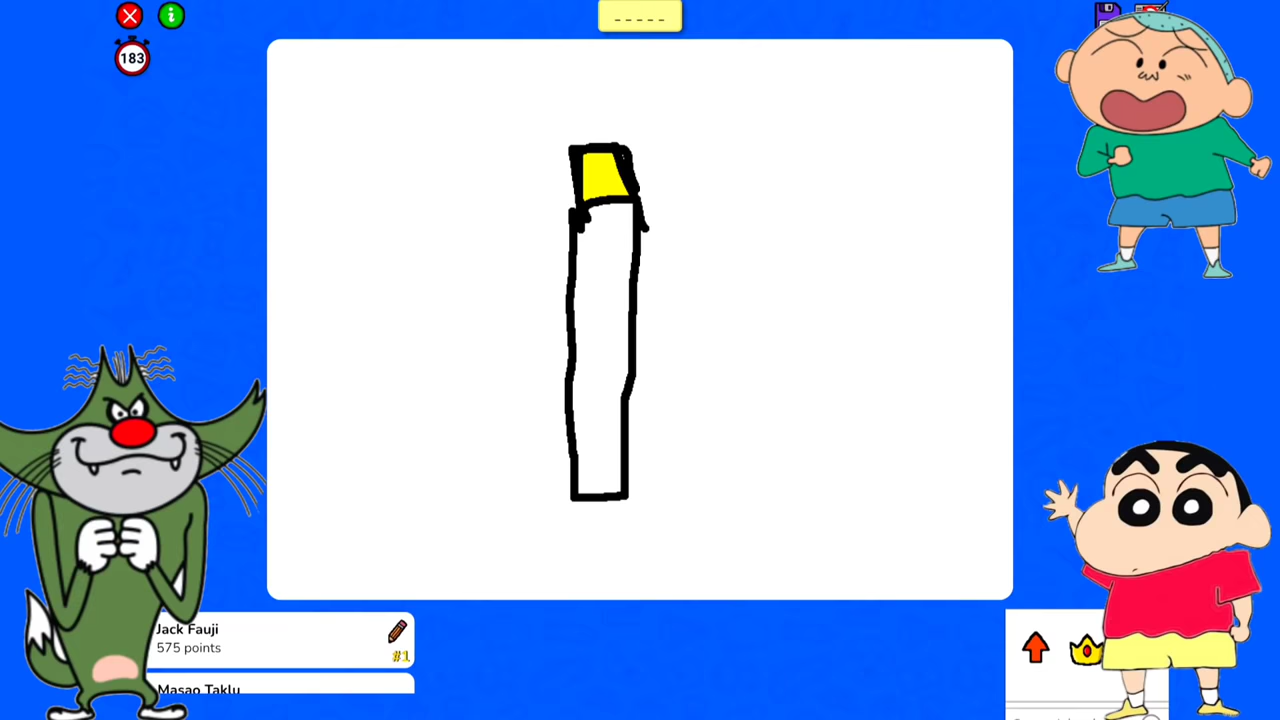 _ _ _ _ _
183
Jack Fauji
575 points
#1
Masao Taklu